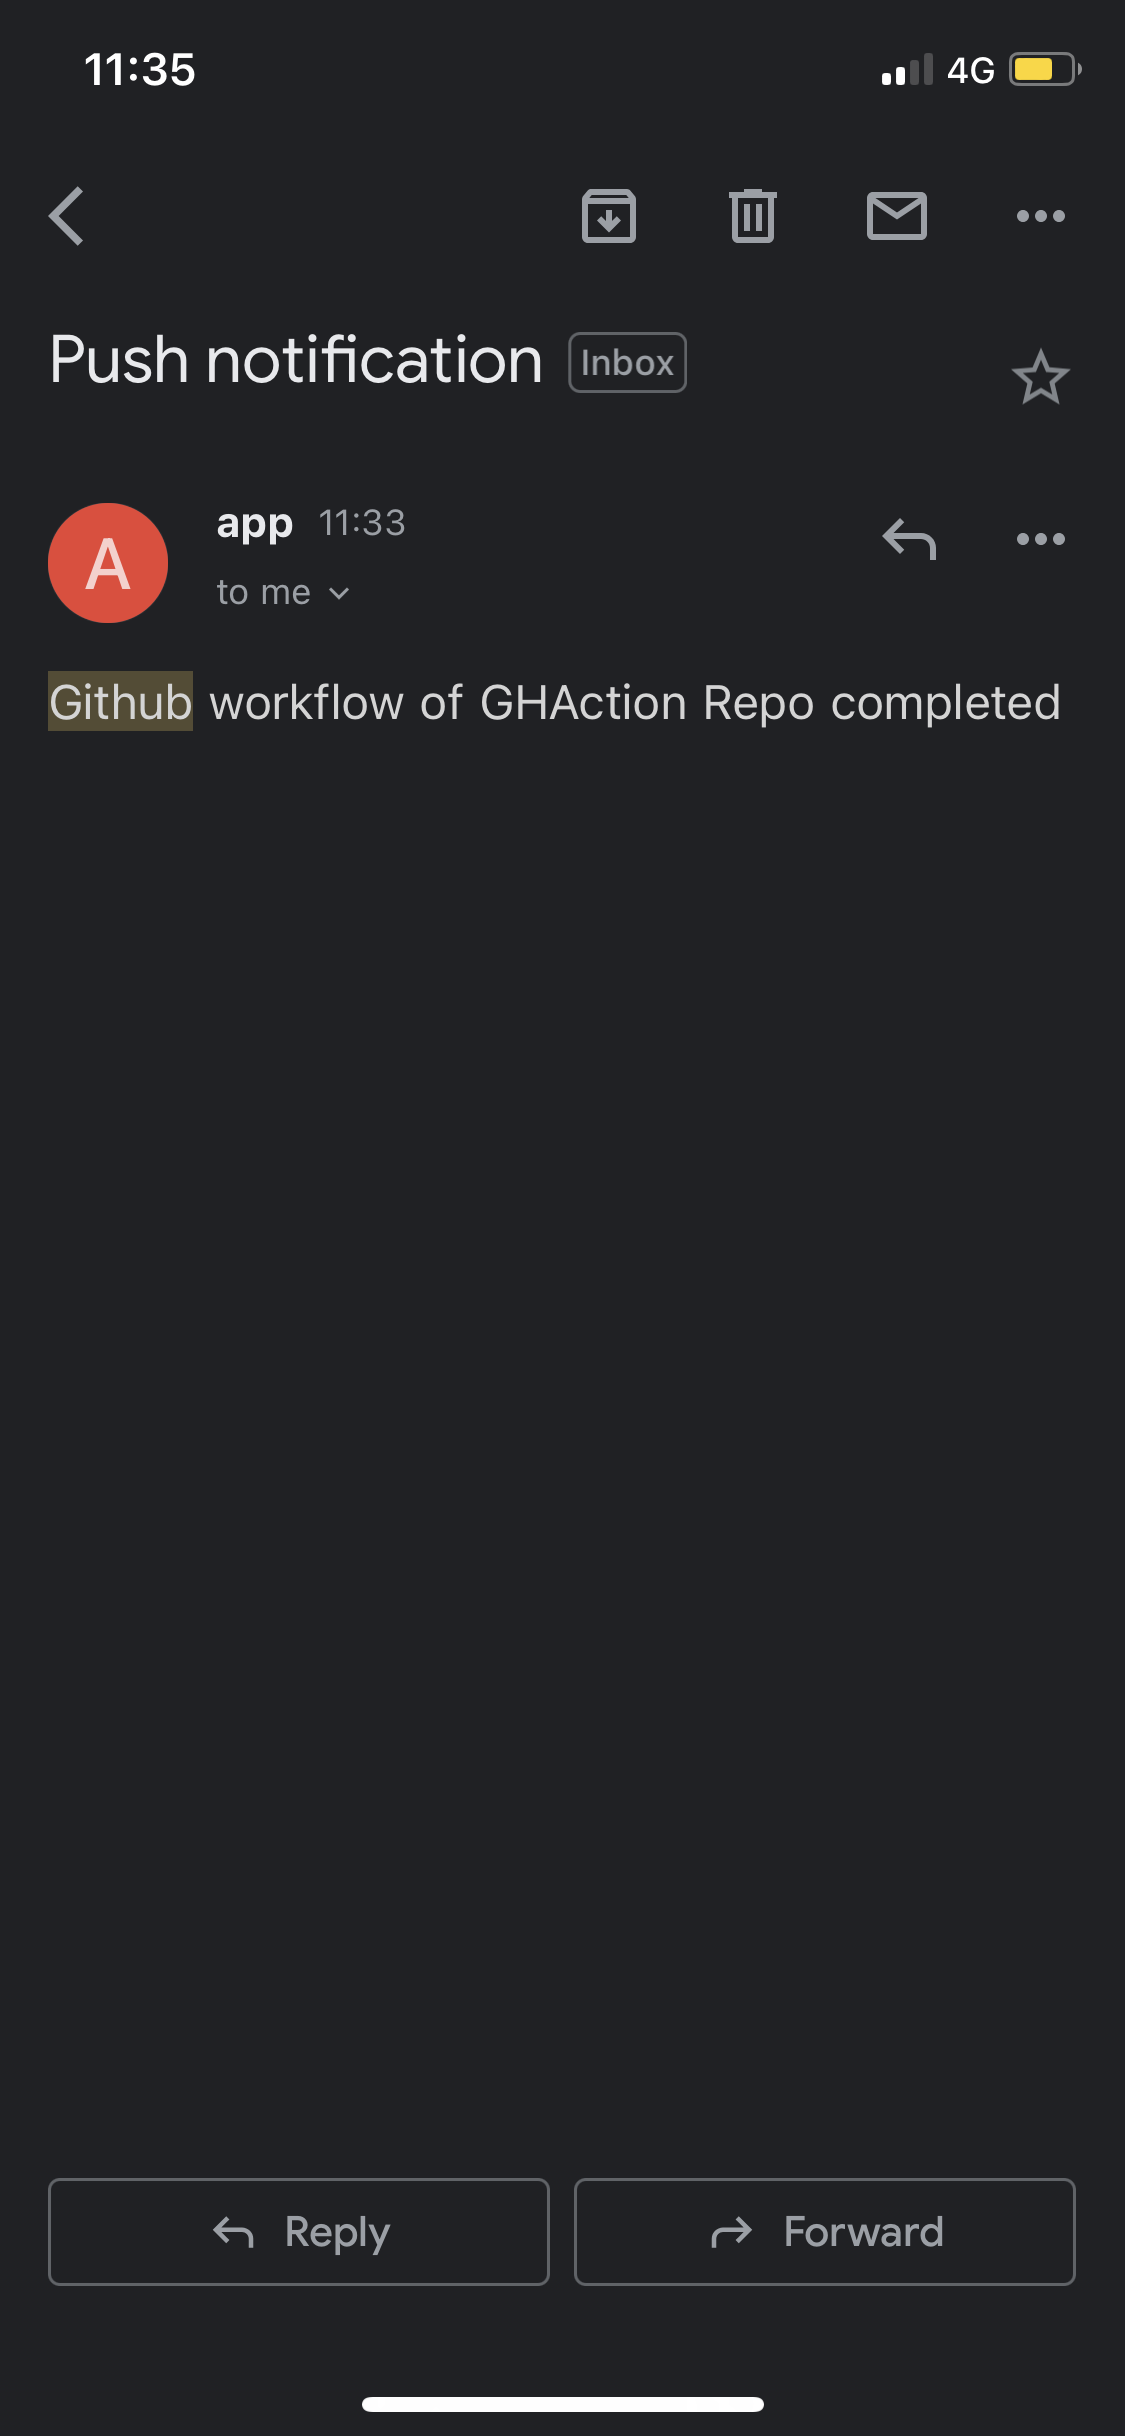 11:35
4G
Push notification Inbox
A
app 11:33
to me
Github workflow of GHAction Repo completed
Reply
Forward